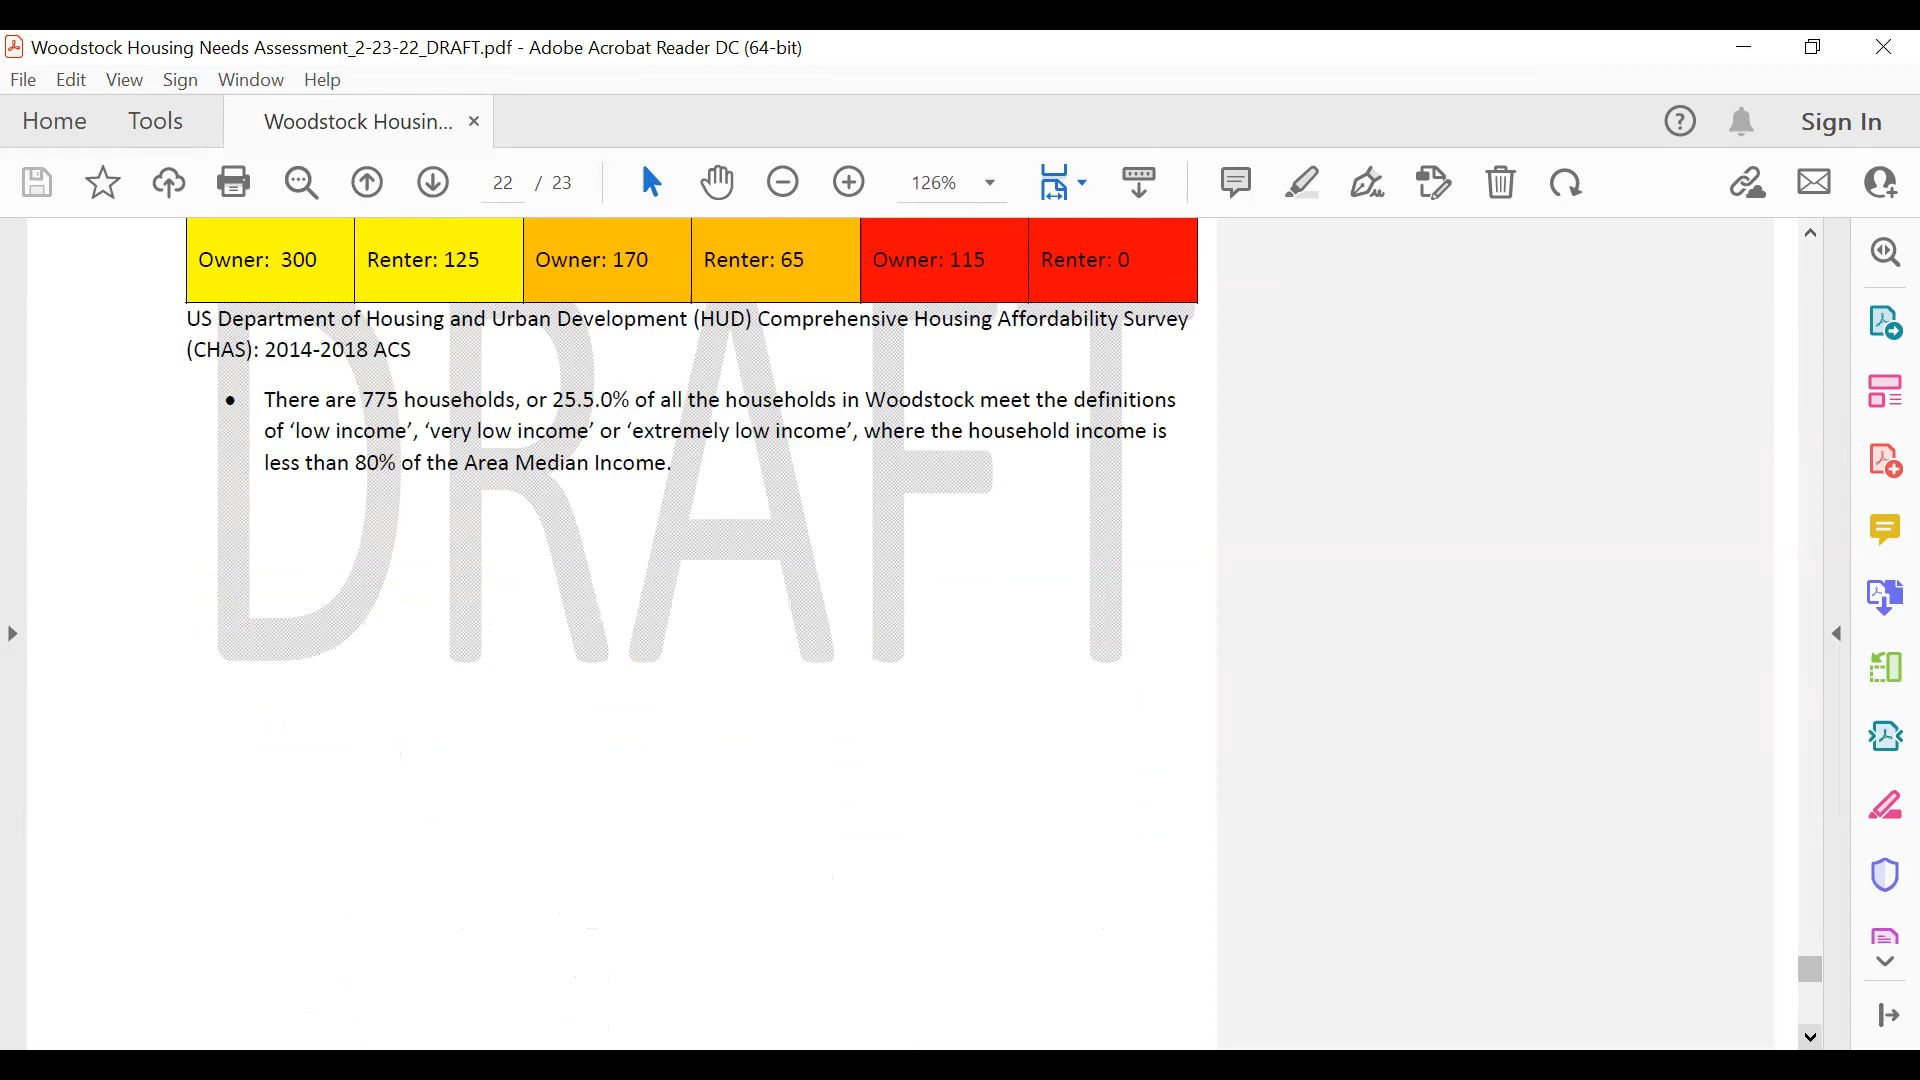 Woodstock Housing Needs Assessment_2-23-22_DRAFT.pdf - Adobe Acrobat Reader DC (64-bit)
File Edit View Sign Window Help
Home Tools Woodstock Housin... × Sign In
22 / 23 126%
Owner:  300 Renter: 125 Owner: 170 Renter: 65 Owner: 115 Renter: 0
US Department of Housing and Urban Development (HUD) Comprehensive Housing Affordability Survey
(CHAS): 2014-2018 ACS
• There are 775 households, or 25.5.0% of all the households in Woodstock meet the definitions
of ‘low income’, ‘very low income’ or ‘extremely low income’, where the household income is
less than 80% of the Area Median Income.
DRAFT